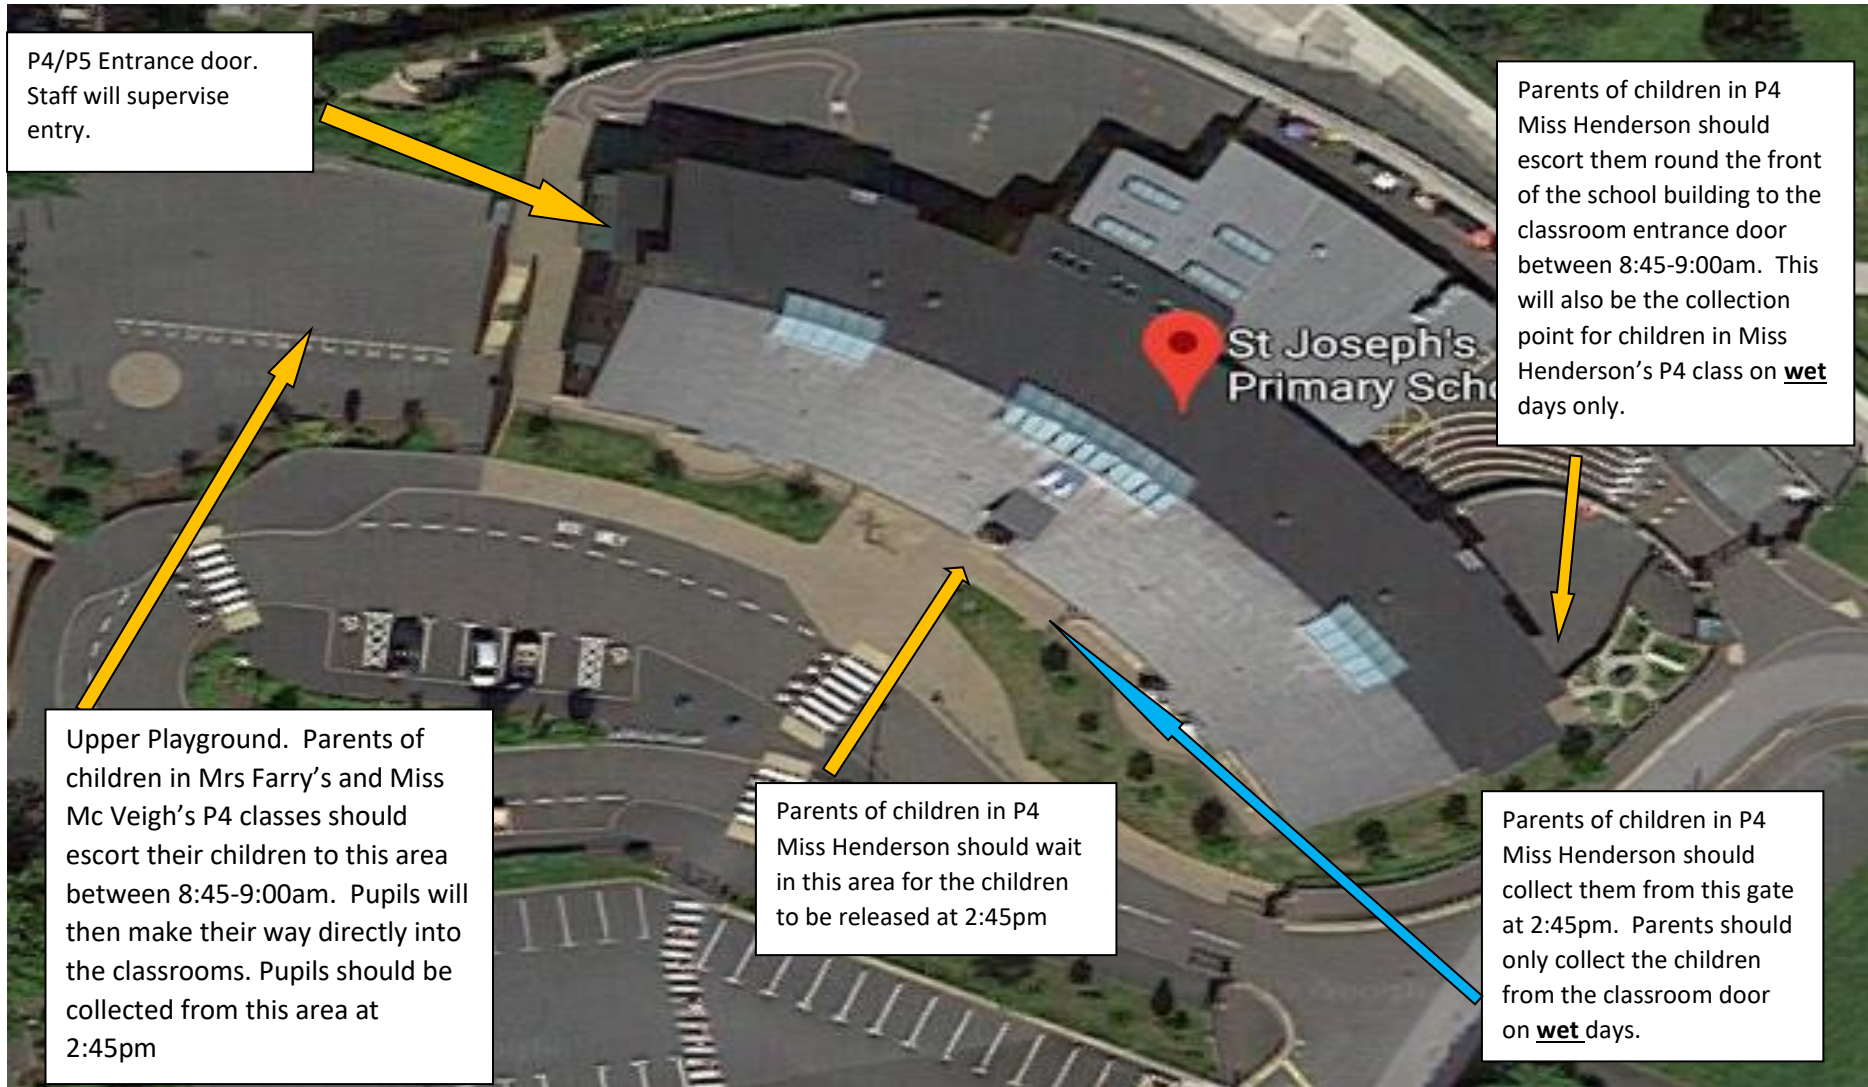 P4/P5 Entrance door.
Staff will supervise
entry.
Parents of children in P4
Miss Henderson should
escort them round the front
of the school building to the
classroom entrance door
between 8:45-9:00am.  This
will also be the collection
point for children in Miss
Henderson's P4 class on wet
days only.
St Joseph's
Primary Scho
Upper Playground.  Parents of
children in Mrs Farry's and Miss
Mc Veigh's P4 classes should
escort their children to this area
between 8:45-9:00am.  Pupils will
then make their way directly into
the classrooms. Pupils should be
collected from this area at
2:45pm
Parents of children in P4
Miss Henderson should wait
in this area for the children
to be released at 2:45pm
Parents of children in P4
Miss Henderson should
collect them from this gate
at 2:45pm.  Parents should
only collect the children
from the classroom door
on wet days.